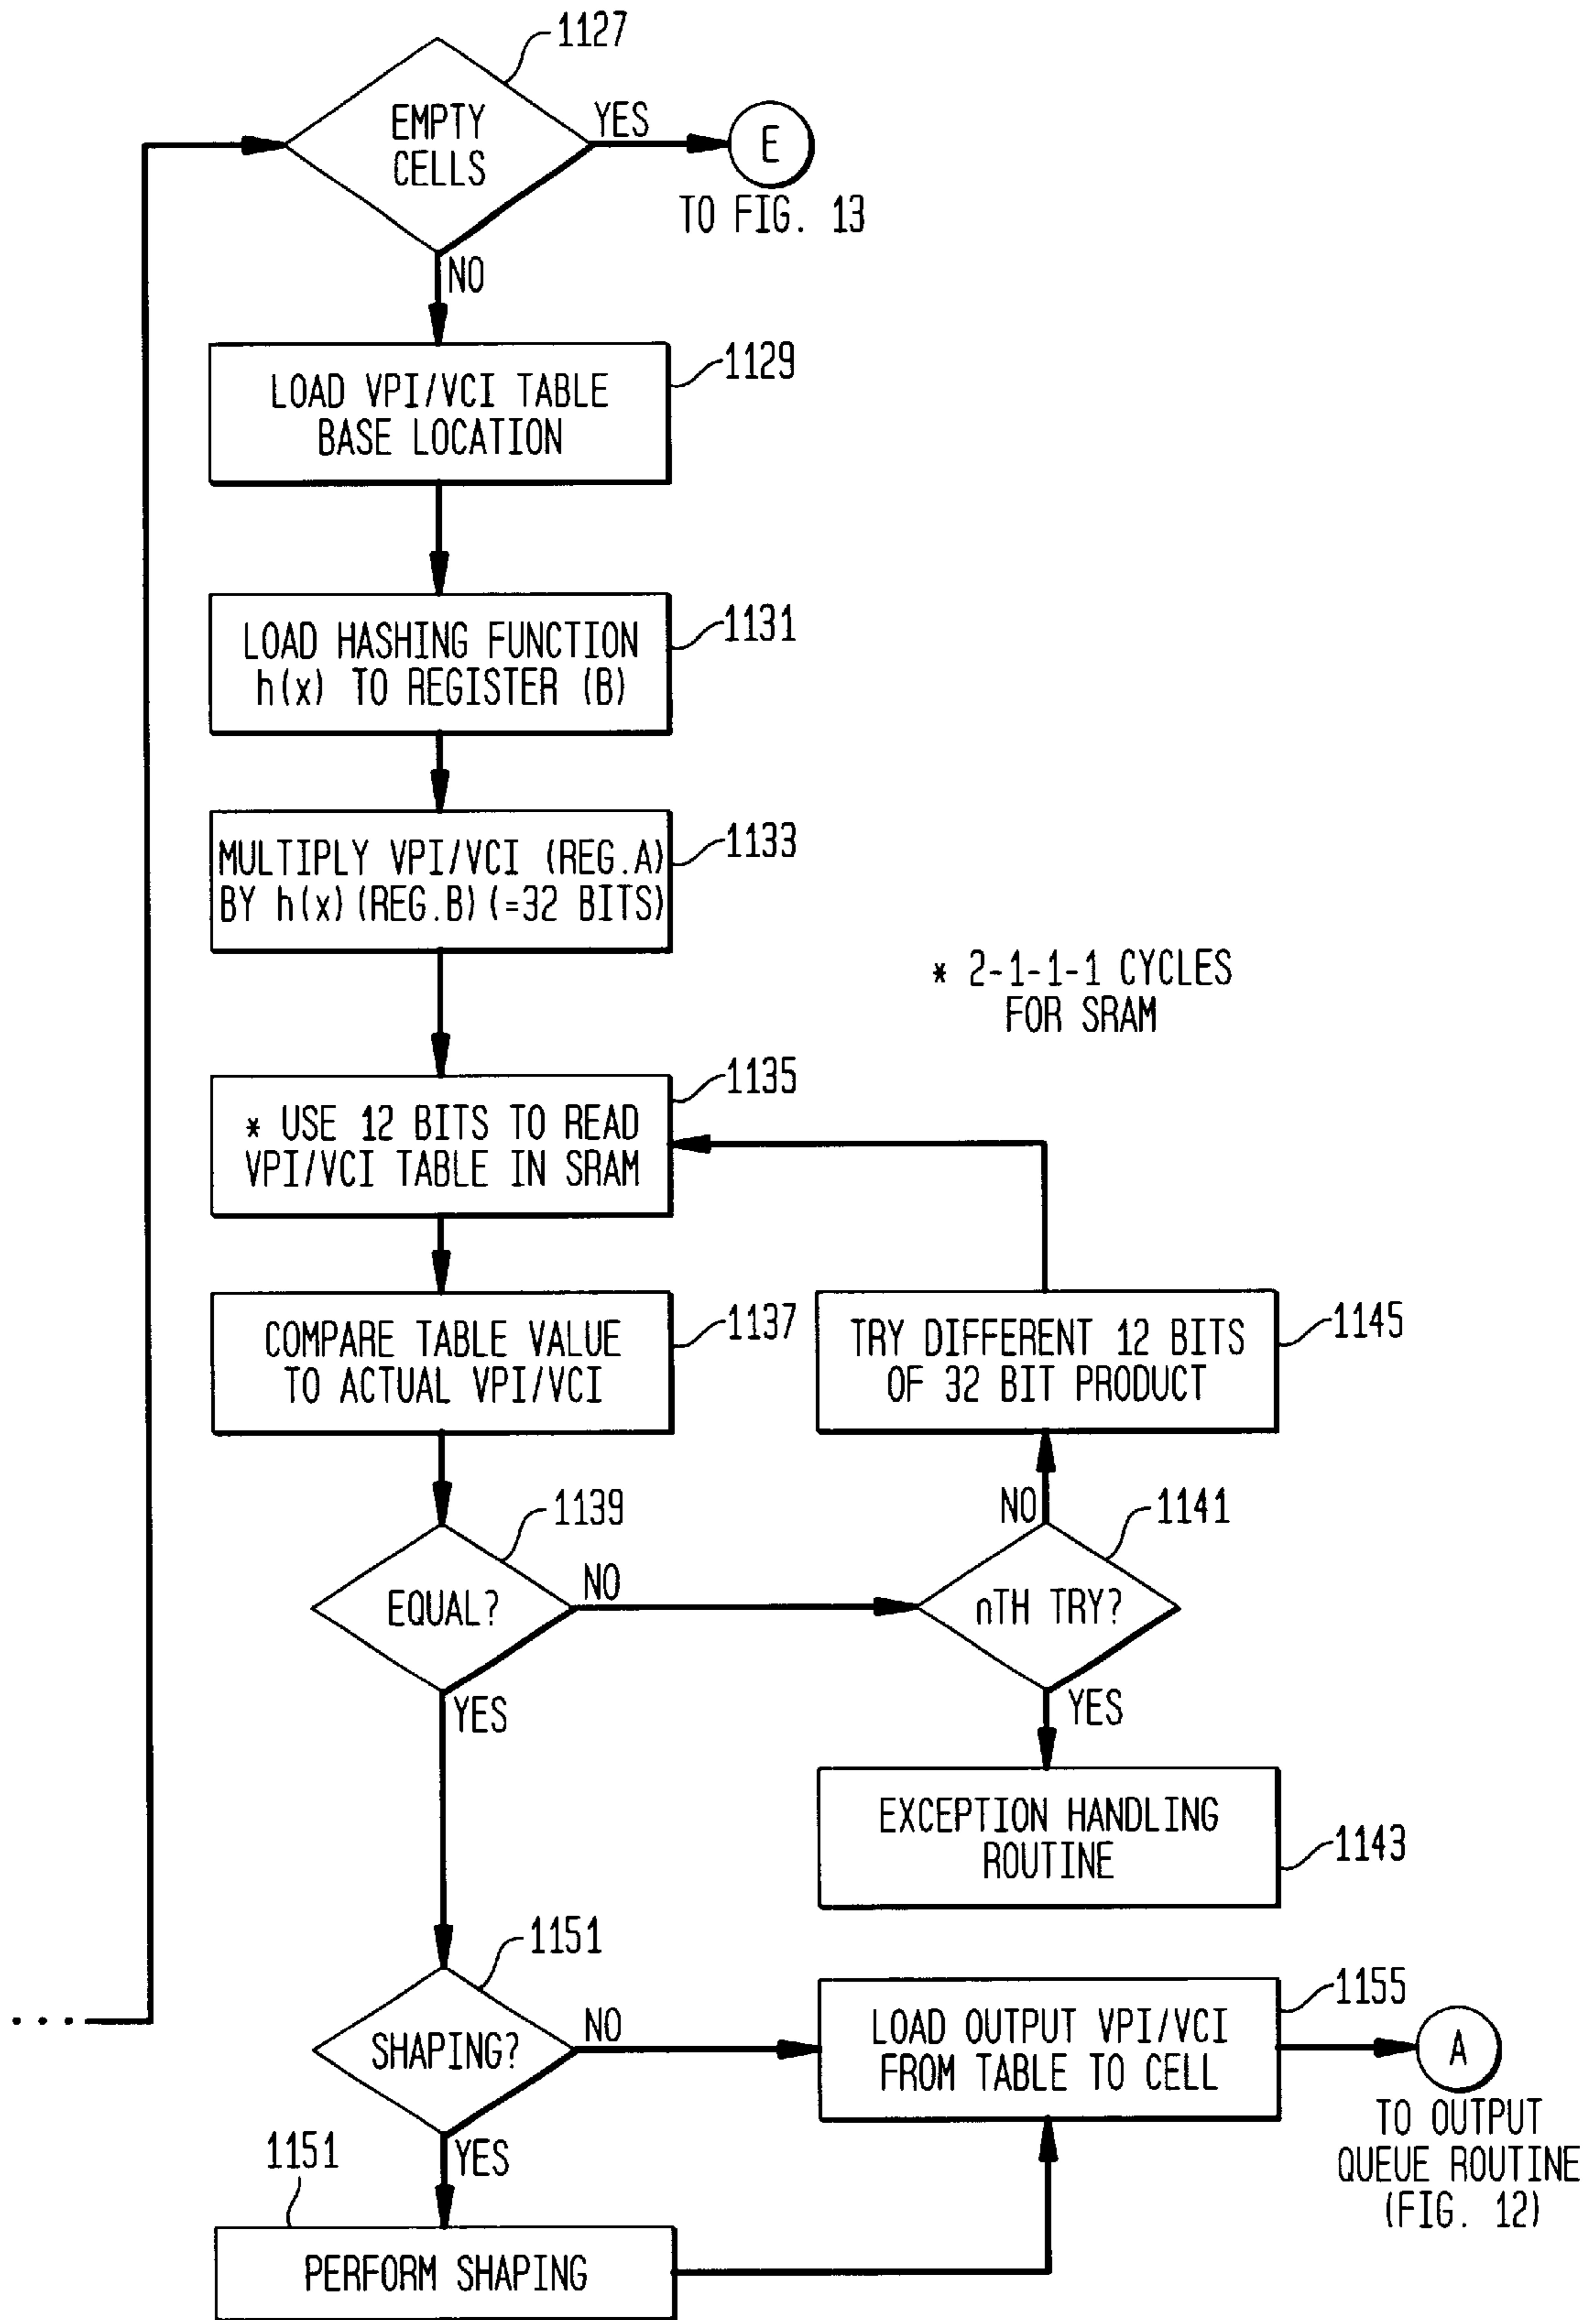 1127
EMPTY
CELLS
YES
E
TO FIG. 13
NO
1129
LOAD VPI/VCI TABLE
BASE LOCATION
1131
LOAD HASHING FUNCTION
h(x) TO REGISTER (B)
1133
MULTIPLY VPI/VCI (REG.A)
BY h(x)(REG.B)(=32 BITS)
* 2-1-1-1 CYCLES
FOR SRAM
1135
* USE 12 BITS TO READ
VPI/VCI TABLE IN SRAM
1137
COMPARE TABLE VALUE
TO ACTUAL VPI/VCI
1145
TRY DIFFERENT 12 BITS
OF 32 BIT PRODUCT
1139
EQUAL?
NO
NO
1141
nTH TRY?
YES
YES
EXCEPTION HANDLING
ROUTINE
1143
1151
SHAPING?
NO
1155
LOAD OUTPUT VPI/VCI
FROM TABLE TO CELL
A
TO OUTPUT
QUEUE ROUTINE
(FIG. 12)
YES
1151
PERFORM SHAPING